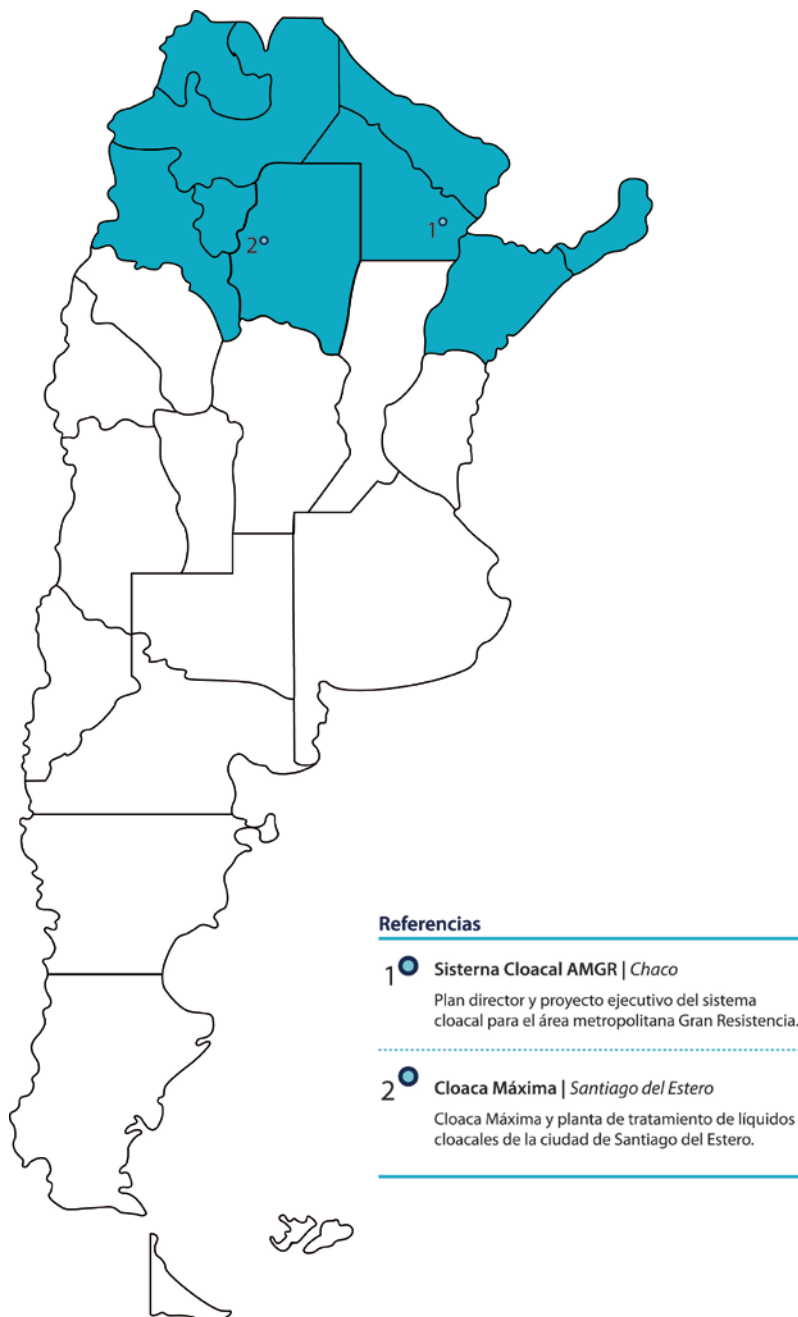 1
2
Referencias
1 Sisterna Cloacal AMGR | Chaco
Plan director y proyecto ejecutivo del sistema
cloacal para el área metropolitana Gran Resistencia.
2 Cloaca Máxima | Santiago del Estero
Cloaca Máxima y planta de tratamiento de líquidos
cloacales de la ciudad de Santiago del Estero.